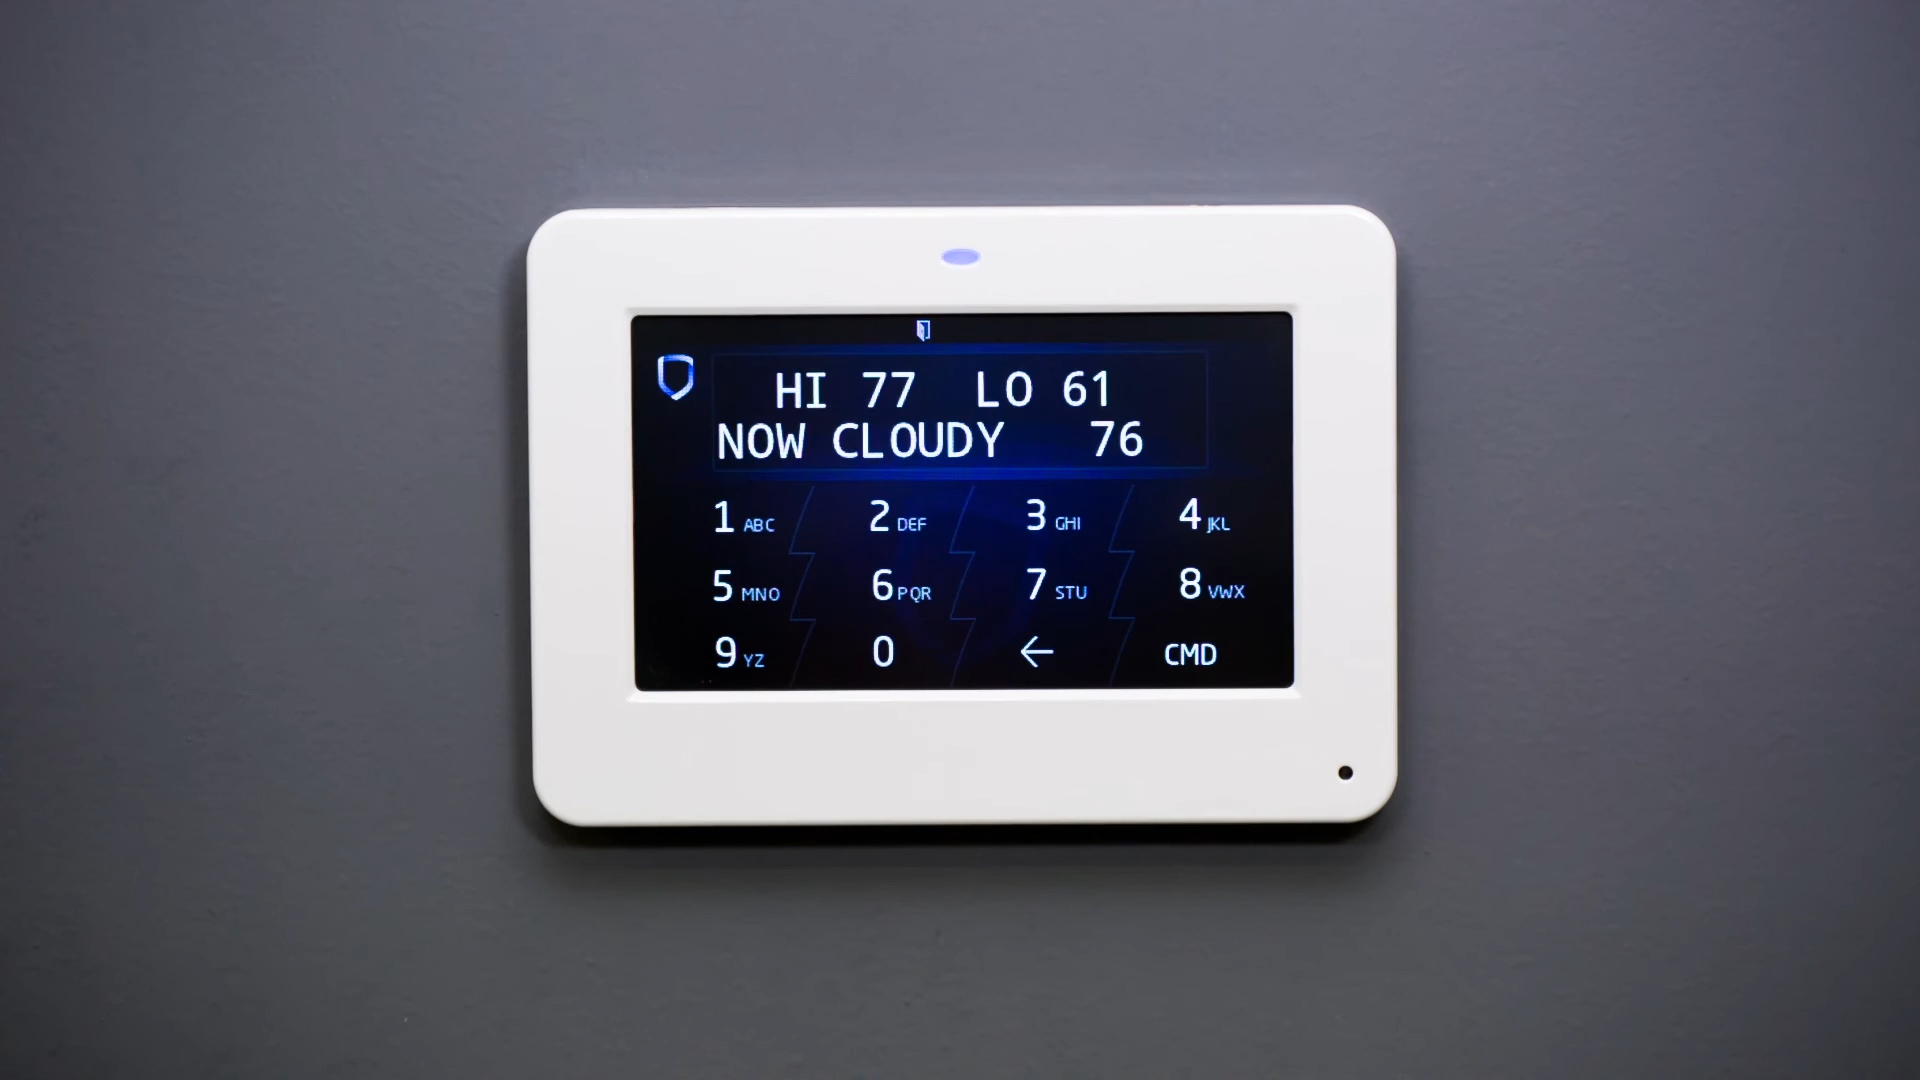 HI 77 LO 61
NOW CLOUDY 76
1 ABC 2 DEF 3 GHI 4 JKL
5 MNO 6 PQR 7 STU 8 VWX
9 YZ 0 ← CMD